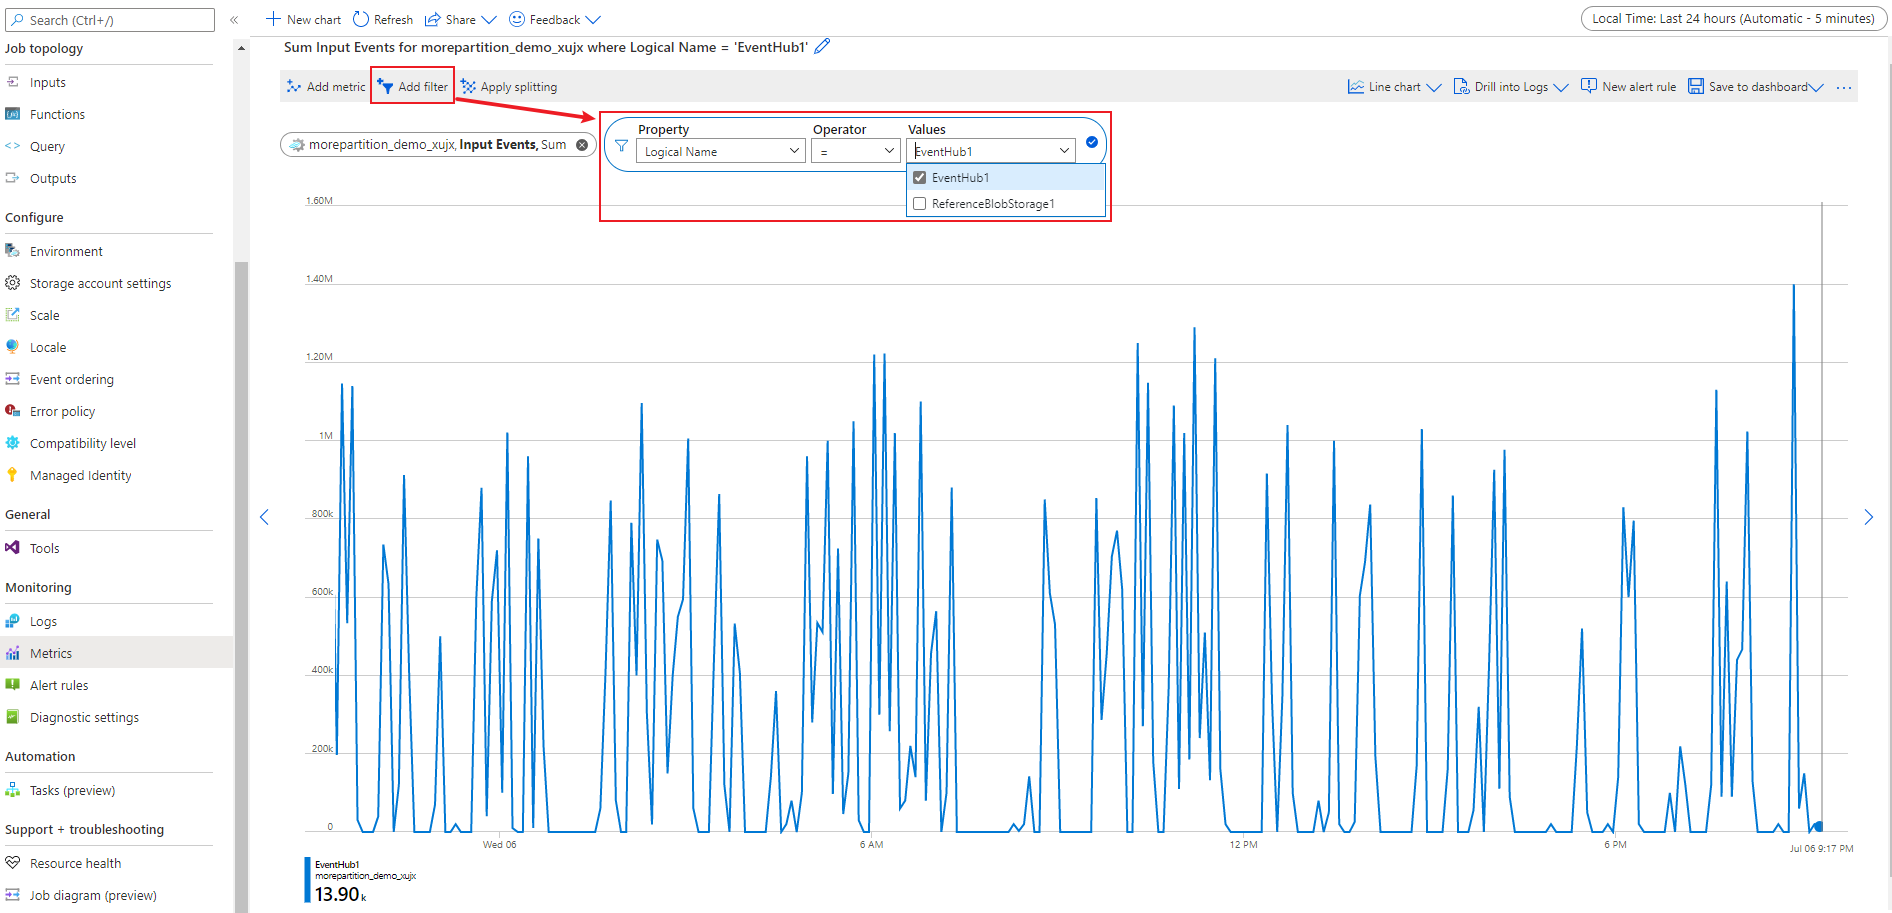 Search (Ctrl+/)
«
New chart
Refresh
Share
Feedback
Local Time: Last 24 hours (Automatic - 5 minutes)
Job topology
Inputs
Functions
Query
Outputs
Configure
Environment
Storage account settings
Scale
Locale
Event ordering
Error policy
Compatibility level
Managed Identity
General
Tools
Monitoring
Logs
Metrics
Alert rules
Diagnostic settings
Automation
Tasks (preview)
Support + troubleshooting
Resource health
Job diagram (preview)
Sum Input Events for morepartition_demo_xujx where Logical Name = 'EventHub1'
Add metric
Add filter
Apply splitting
Line chart
Drill into Logs
New alert rule
Save to dashboard
...
morepartition_demo_xujx, Input Events, Sum
Property
Operator
Values
Logical Name
=
EventHub1
EventHub1
ReferenceBlobStorage1
1.60M
1.40M
1.20M
1M
800k
600k
400k
200k
0
Wed 06
6 AM
12 PM
6 PM
Jul 06 9:17 PM
EventHub1
morepartition_demo_xujx
13.90 k